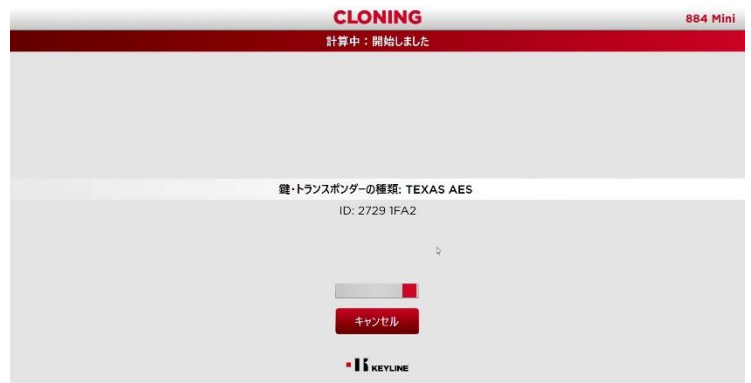 CLONING
884 Mini
計算中：開始しました
鍵・トランスポンダーの種類: TEXAS AES
ID: 2729 1FA2
キャンセル
KEYLINE